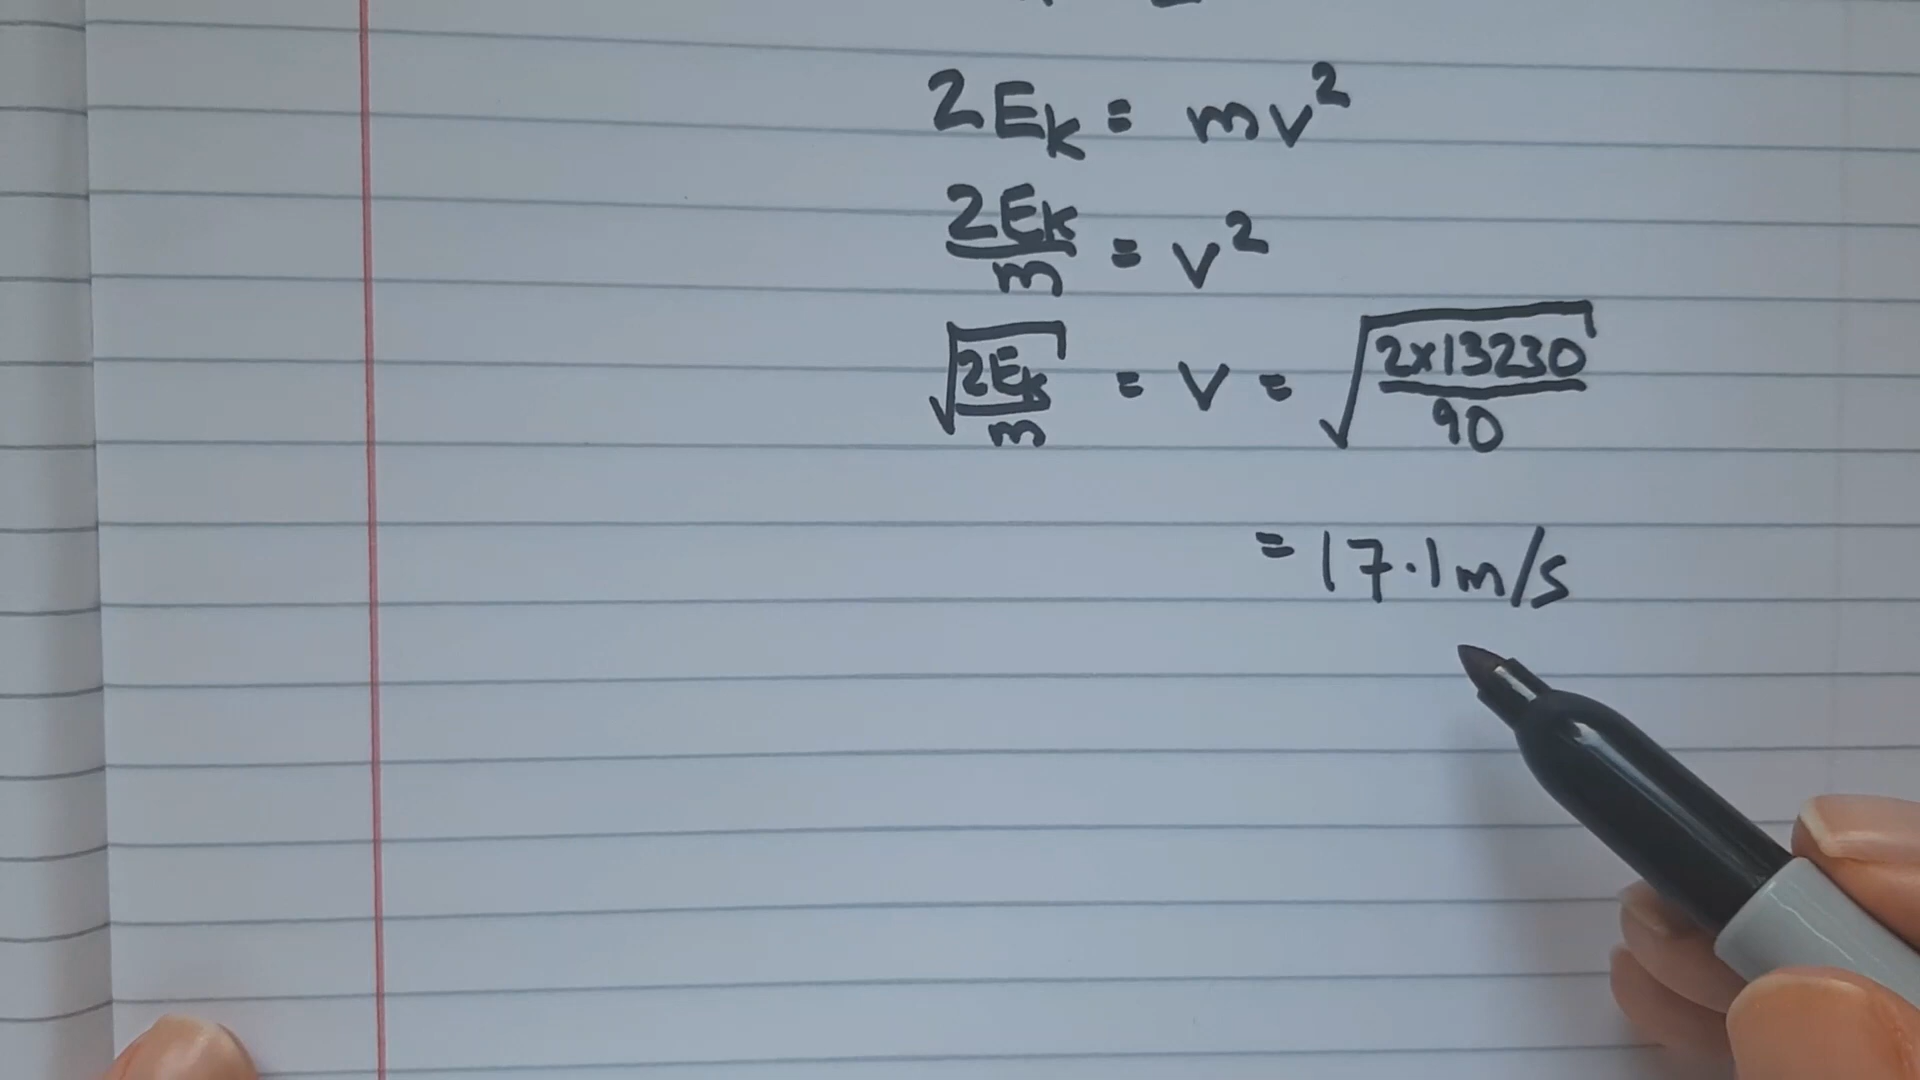 2Ek = mv²
2Ek/m = v²
√(2Ek/m) = v = √(2x13230/90)
= 17.1m/s